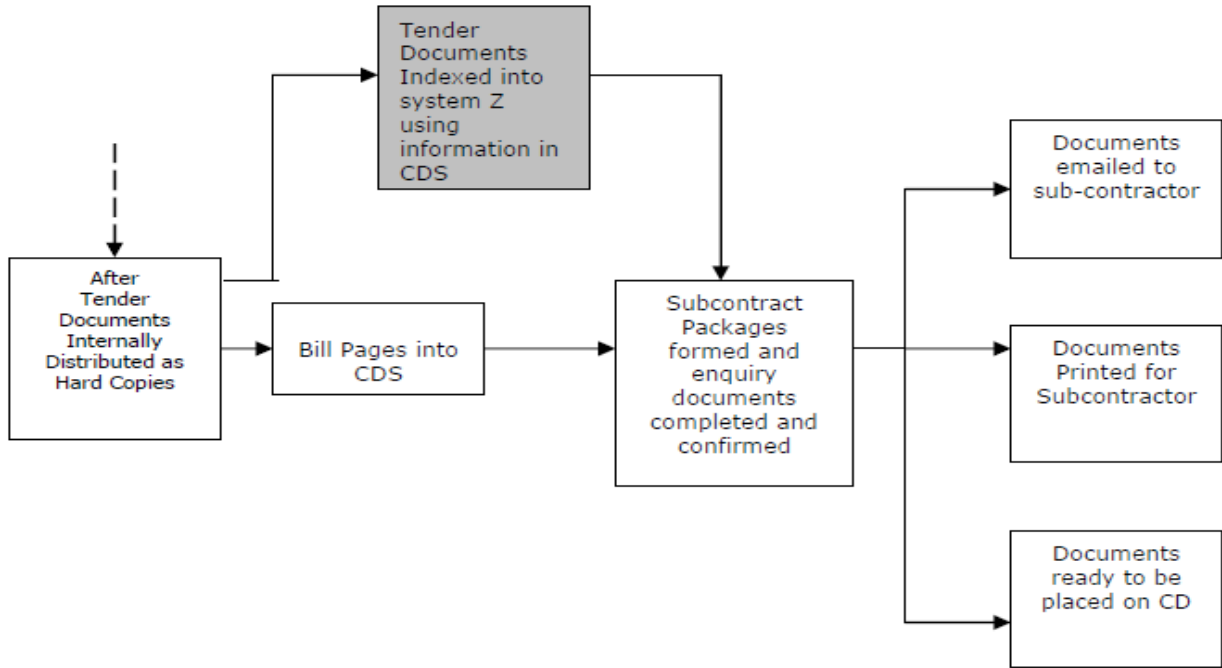 Tender
Documents
Indexed into
system Z
using
information in
CDS
After
Tender
Documents
Internally
Distributed as
Hard Copies
Bill Pages into
CDS
Subcontract
Packages
formed and
enquiry
documents
completed and
confirmed
Documents
emailed to
sub-contractor
Documents
Printed for
Subcontractor
Documents
ready to be
placed on CD